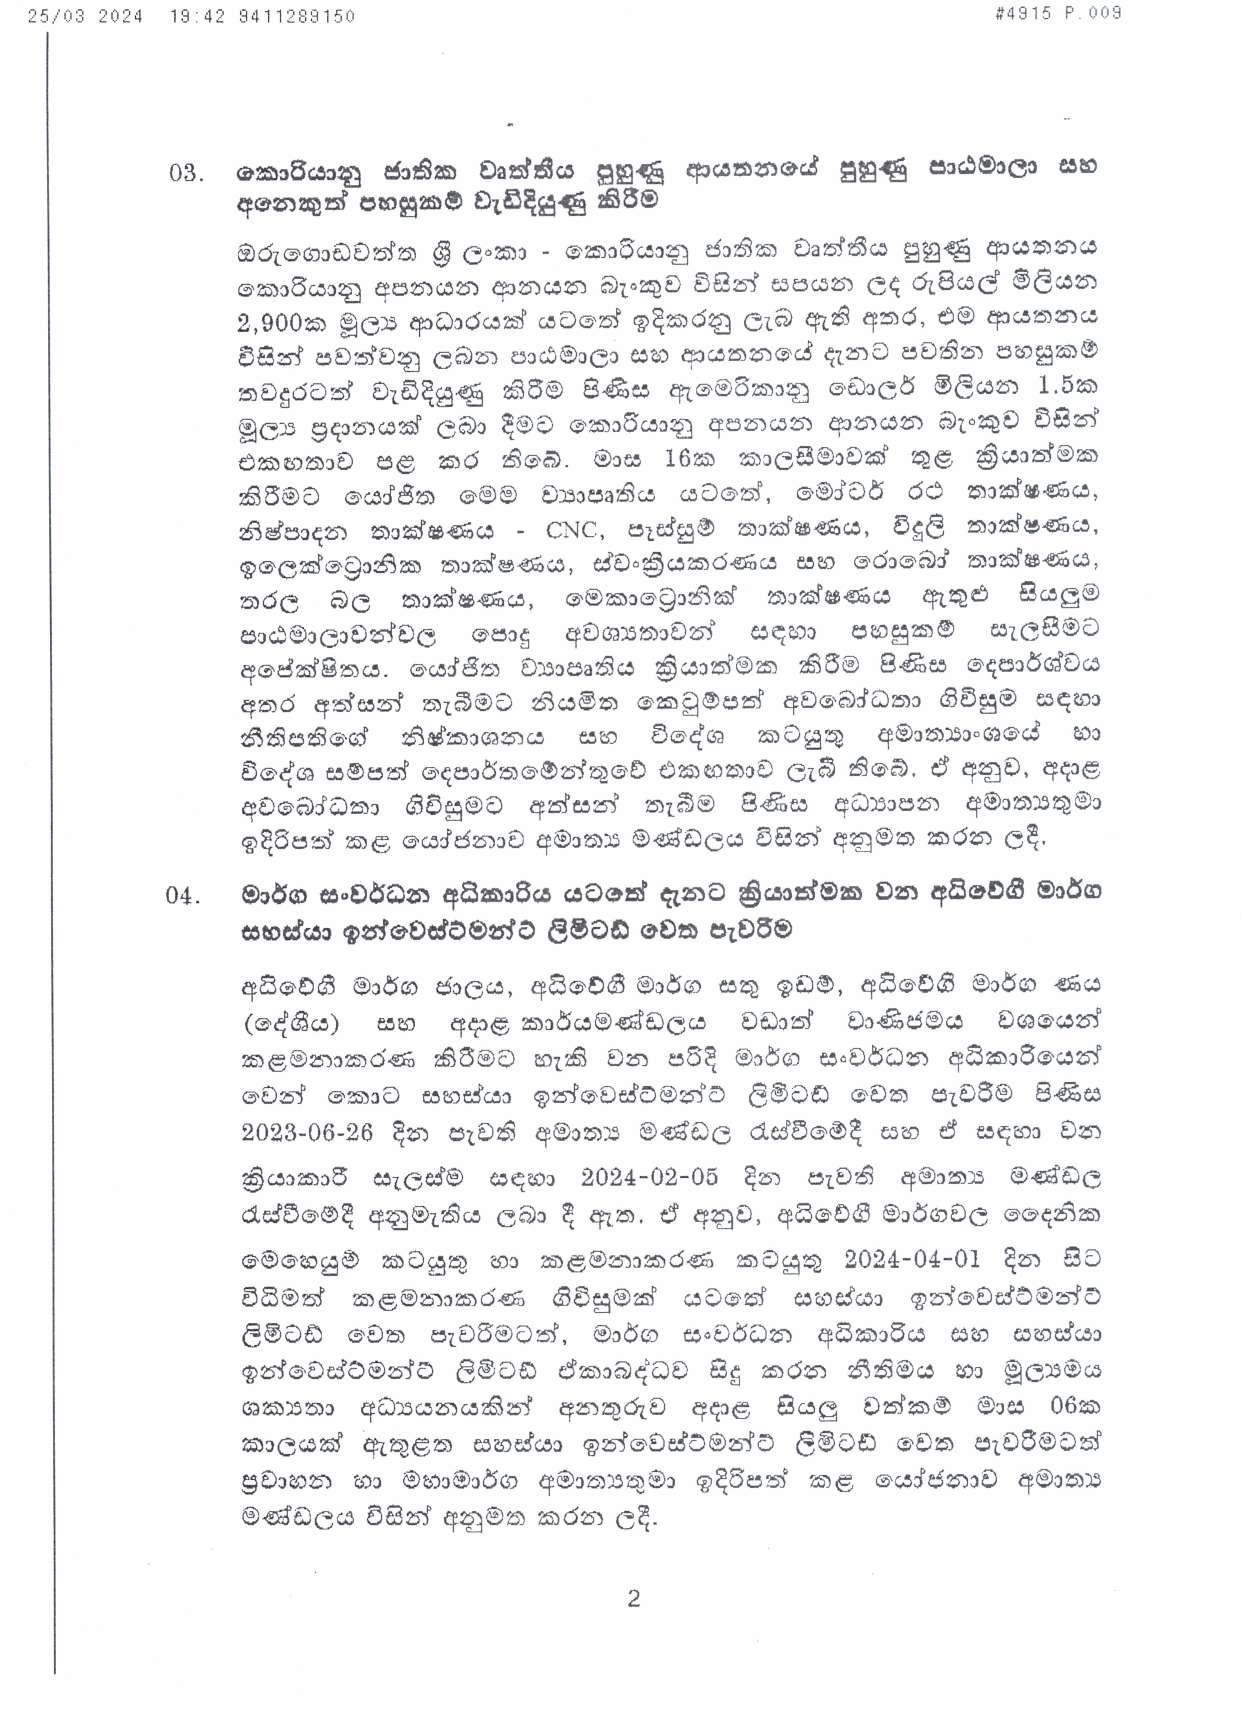 25/03 2024 19:42 9411289150 #4915 P.009
03. කොරියානු ජාතික වෘත්තීය පුහුණු ආයතනයේ පුහුණු පාඨමාලා සහ
අනෙකුත් පහසුකම් වැඩිදියුණු කිරීම
ඔරුගොඩවත්ත ශ්‍රී ලංකා - කොරියානු ජාතික වෘත්තීය පුහුණු ආයතනය
කොරියානු අපනයන ආනයන බැංකුව විසින් සපයන ලද රුපියල් මිලියන
2,900ක මූල්‍ය ආධාරයක් යටතේ ඉදිකරනු ලැබ ඇති අතර, එම ආයතනය
විසින් පවත්වනු ලබන පාඨමාලා සහ ආයතනයේ දැනට පවතින පහසුකම්
තවදුරටත් වැඩිදියුණු කිරීම පිණිස ඇමෙරිකානු ඩොලර් මිලියන 1.5ක
මූල්‍ය ප්‍රදානයක් ලබා දීමට කොරියානු අපනයන ආනයන බැංකුව විසින්
එකඟතාව පළ කර තිබේ. මාස 16ක කාලසීමාවක් තුළ ක්‍රියාත්මක
කිරීමට යෝජිත මෙම ව්‍යාපෘතිය යටතේ, මෝටර් රථ තාක්ෂණය,
නිෂ්පාදන තාක්ෂණය - CNC, පෑස්සුම් තාක්ෂණය, විදුලි තාක්ෂණය,
ඉලෙක්ට්‍රොනික තාක්ෂණය, ස්වංක්‍රීයකරණය සහ රොබෝ තාක්ෂණය,
තරල බල තාක්ෂණය, මෙකාට්‍රොනික් තාක්ෂණය ඇතුළු සියලුම
පාඨමාලාවන්වල පොදු අවශ්‍යතාවන් සඳහා පහසුකම් සැලසීමට
අපේක්ෂිතය. යෝජිත ව්‍යාපෘතිය ක්‍රියාත්මක කිරීම පිණිස දෙපාර්ශ්වය
අතර අත්සන් තැබීමට නියමිත කෙටුම්පත් අවබෝධතා ගිවිසුම සඳහා
නීතිපතිගේ නිෂ්කාශනය සහ විදේශ කටයුතු අමාත්‍යාංශයේ හා
විදේශ සම්පත් දෙපාර්තමේන්තුවේ එකඟතාව ලැබී තිබේ. ඒ අනුව, අදාළ
අවබෝධතා ගිවිසුමට අත්සන් තැබීම පිණිස අධ්‍යාපන අමාත්‍යතුමා
ඉදිරිපත් කළ යෝජනාව අමාත්‍ය මණ්ඩලය විසින් අනුමත කරන ලදී.
04. මාර්ග සංවර්ධන අධිකාරිය යටතේ දැනට ක්‍රියාත්මක වන අධිවේගී මාර්ග
සහස්යා ඉන්වෙස්ට්මන්ට් ලිමිටඩ් වෙත පැවරීම
අධිවේගී මාර්ග ජාලය, අධිවේගී මාර්ග සතු ඉඩම්, අධිවේගී මාර්ග ණය
(දේශීය) සහ අදාළ කාර්යමණ්ඩලය වඩාත් වාණිජමය වශයෙන්
කළමනාකරණ කිරීමට හැකි වන පරිදි මාර්ග සංවර්ධන අධිකාරියෙන්
වෙන් කොට සහස්යා ඉන්වෙස්ට්මන්ට් ලිමිටඩ් වෙත පැවරීම පිණිස
2023-06-26 දින පැවති අමාත්‍ය මණ්ඩල රැස්වීමේදී සහ ඒ සඳහා වන
ක්‍රියාකාරී සැලස්ම සඳහා 2024-02-05 දින පැවති අමාත්‍ය මණ්ඩල
රැස්වීමේදී අනුමැතිය ලබා දී ඇත. ඒ අනුව, අධිවේගී මාර්ගවල දෛනික
මෙහෙයුම් කටයුතු හා කළමනාකරණ කටයුතු 2024-04-01 දින සිට
විධිමත් කළමනාකරණ ගිවිසුමක් යටතේ සහස්යා ඉන්වෙස්ට්මන්ට්
ලිමිටඩ් වෙත පැවරීමටත්, මාර්ග සංවර්ධන අධිකාරිය සහ සහස්යා
ඉන්වෙස්ට්මන්ට් ලිමිටඩ් ඒකාබද්ධව සිදු කරන නීතිමය හා මූල්‍යමය
ශක්‍යතා අධ්‍යයනයකින් අනතුරුව අදාළ සියලු වත්කම් මාස 06ක
කාලයක් ඇතුළත සහස්යා ඉන්වෙස්ට්මන්ට් ලිමිටඩ් වෙත පැවරීමටත්
ප්‍රවාහන හා මහාමාර්ග අමාත්‍යතුමා ඉදිරිපත් කළ යෝජනාව අමාත්‍ය
මණ්ඩලය විසින් අනුමත කරන ලදී.
2